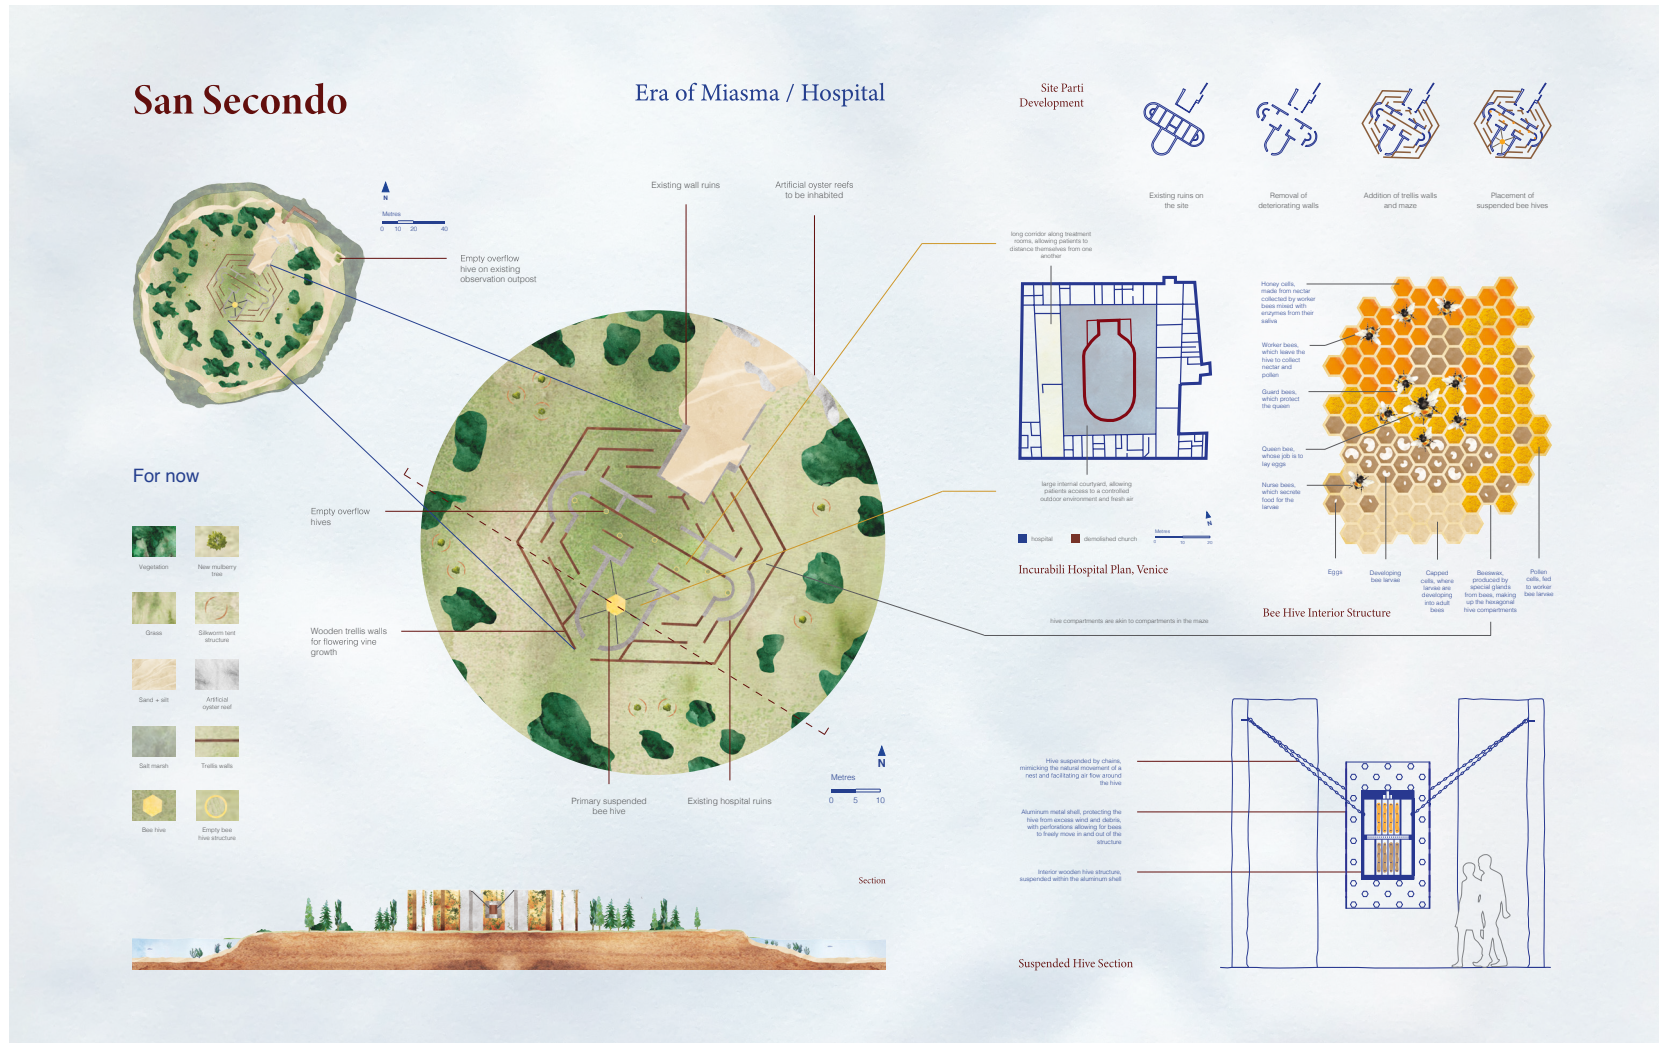 San Secondo
Era of Miasma / Hospital
Site Parti
Development
Existing ruins on
the site
Removal of
deteriorating walls
Addition of trellis walls
and maze
Placement of
suspended bee hives
N
Metres
0 10 20 40
Empty overflow
hive on existing
observation outpost
Existing wall ruins
Artificial oyster reefs
to be inhabited
Empty overflow
hives
Wooden trellis walls
for flowering vine
growth
Primary suspended
bee hive
Existing hospital ruins
N
Metres
0 5 10
For now
Vegetation
New mulberry
tree
Grass
Silkworm tent
structure
Sand + silt
Artificial
oyster reef
Salt marsh
Trellis walls
Bee hive
Empty bee
hive structure
Section
long corridor along treatment
rooms, allowing patients to
distance themselves from one
another
large internal courtyard, allowing
patients access to a controlled
outdoor environment and fresh air
hospital
demolished church
N
Metres
0 10 25
Incurabili Hospital Plan, Venice
Honey cells,
made from nectar
collected by worker
bees mixed with
enzymes from their
saliva
Worker bees,
which leave the
hive to collect
nectar and
pollen
Guard bees,
which protect
the queen
Queen bee,
whose job is to
lay eggs
Nurse bees,
which secrete
food for the
larvae
Eggs
Developing
bee larvae
Capped
cells, where
larvae are
developing
into adult
bees
Beeswax,
produced by
special glands
from bees, making
up the hexagonal
hive compartments
Pollen
cells, fed
to worker
bee larvae
Bee Hive Interior Structure
hive compartments are akin to compartments in the maze
Hive suspended by chains,
mimicking the natural movement of a
nest and facilitating air flow around
the hive
Aluminum metal shell, protecting the
hive from excess wind and debris,
with perforations allowing for bees
to freely move in and out of the
structure
Interior wooden hive structure,
suspended within the aluminum shell
Suspended Hive Section